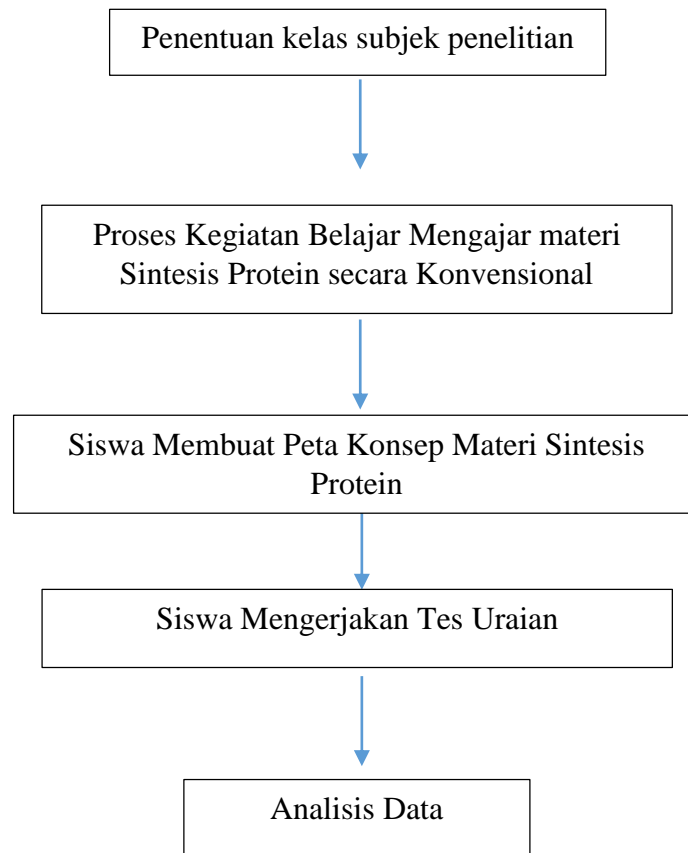 Penentuan kelas subjek penelitian
Proses Kegiatan Belajar Mengajar materi
Sintesis Protein secara Konvensional
Siswa Membuat Peta Konsep Materi Sintesis
Protein
Siswa Mengerjakan Tes Uraian
Analisis Data